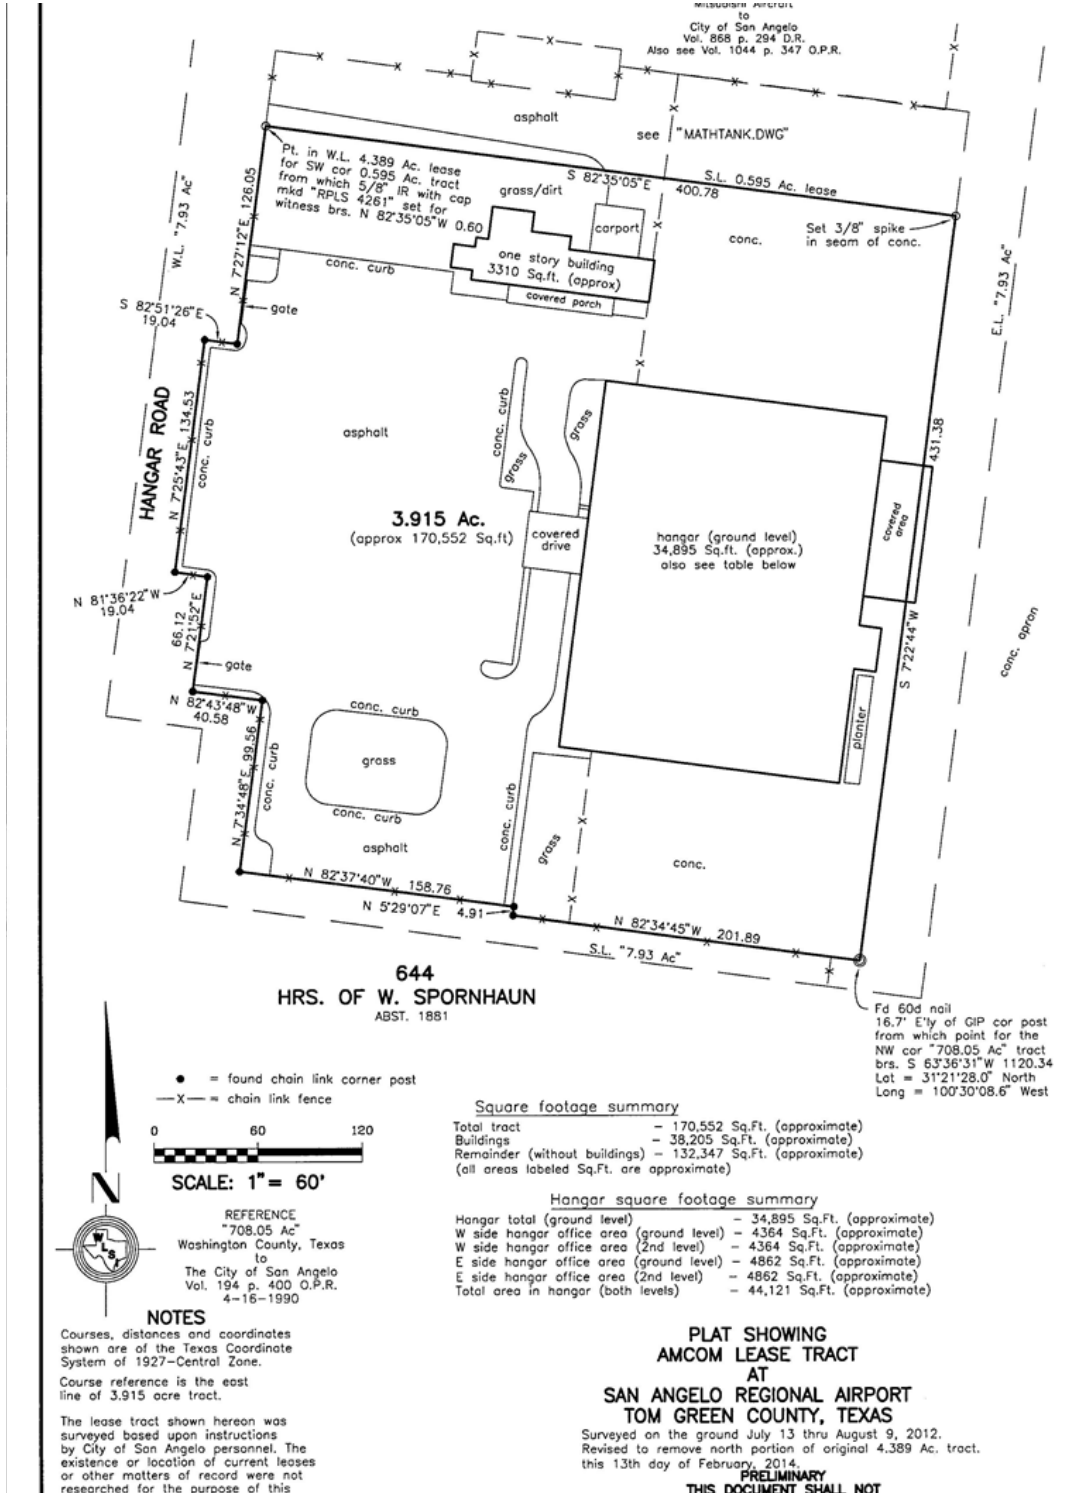 Mitsubishi Aircraft
to
City of San Angelo
Vol. 868 p. 294 D.R.
Also see Vol. 1044 p. 347 O.P.R.
asphalt
see "MATHTANK.DWG"
Pt. in W.L. 4.389 Ac. lease
for SW cor 0.595 Ac. tract
from which 5/8" IR with cap
mkd "RPLS 4261" set for
witness brs. N 82°35'05"W 0.60
S 82°35'05"E 400.78
S.L. 0.595 Ac. lease
grass/dirt
carport
conc.
Set 3/8" spike
in seam of conc.
W.L. "7.93 Ac"
N 7°27'12"E 126.05
E.L. "7.93 Ac"
one story building
3310 Sq.ft. (approx)
covered porch
conc. curb
gate
S 82°51'26"E
19.04
HANGAR ROAD
N 7°25'43"E 134.53
conc. curb
asphalt
conc. curb
grass
grass
431.38
3.915 Ac.
(approx 170,552 Sq.ft)
covered
drive
hangar (ground level)
34,895 Sq.ft. (approx.)
also see table below
covered
area
N 81°36'22"W
19.04
66.12
N 7°21'52"E
gate
S 7°22'44"W
conc. apron
N 82°43'48"W
40.58
conc. curb
grass
conc. curb
planter
N 7°34'48"E 99.56
conc. curb
conc. curb
asphalt
grass
conc.
N 82°37'40"W 158.76
N 5°29'07"E 4.91
N 82°34'45"W 201.89
S.L. "7.93 Ac"
644
HRS. OF W. SPORNHAUN
ABST. 1881
Fd 60d nail
16.7' E'ly of GIP cor post
from which point for the
NW cor "708.05 Ac" tract
brs. S 63°36'31"W 1120.34
Lat = 31°21'28.0" North
Long = 100°30'08.6" West
= found chain link corner post
—X— = chain link fence
0 60 120
SCALE: 1"= 60'
N
W
L S
I
REFERENCE
"708.05 Ac"
Washington County, Texas
to
The City of San Angelo
Vol. 194 p. 400 O.P.R.
4-16-1990
Square footage summary
Total tract – 170,552 Sq.Ft. (approximate)
Buildings – 38,205 Sq.Ft. (approximate)
Remainder (without buildings) – 132,347 Sq.Ft. (approximate)
(all areas labeled Sq.Ft. are approximate)
Hangar square footage summary
Hangar total (ground level) – 34,895 Sq.Ft. (approximate)
W side hangar office area (ground level) – 4364 Sq.Ft. (approximate)
W side hangar office area (2nd level) – 4364 Sq.Ft. (approximate)
E side hangar office area (ground level) – 4862 Sq.Ft. (approximate)
E side hangar office area (2nd level) – 4862 Sq.Ft. (approximate)
Total area in hangar (both levels) – 44,121 Sq.Ft. (approximate)
NOTES
Courses, distances and coordinates
shown are of the Texas Coordinate
System of 1927–Central Zone.
Course reference is the east
line of 3.915 acre tract.
The lease tract shown hereon was
surveyed based upon instructions
by City of San Angelo personnel. The
existence or location of current leases
or other matters of record were not
researched for the purpose of this
PLAT SHOWING
AMCOM LEASE TRACT
AT
SAN ANGELO REGIONAL AIRPORT
TOM GREEN COUNTY, TEXAS
Surveyed on the ground July 13 thru August 9, 2012.
Revised to remove north portion of original 4.389 Ac. tract.
this 13th day of February, 2014.
PRELIMINARY
THIS DOCUMENT SHALL NOT